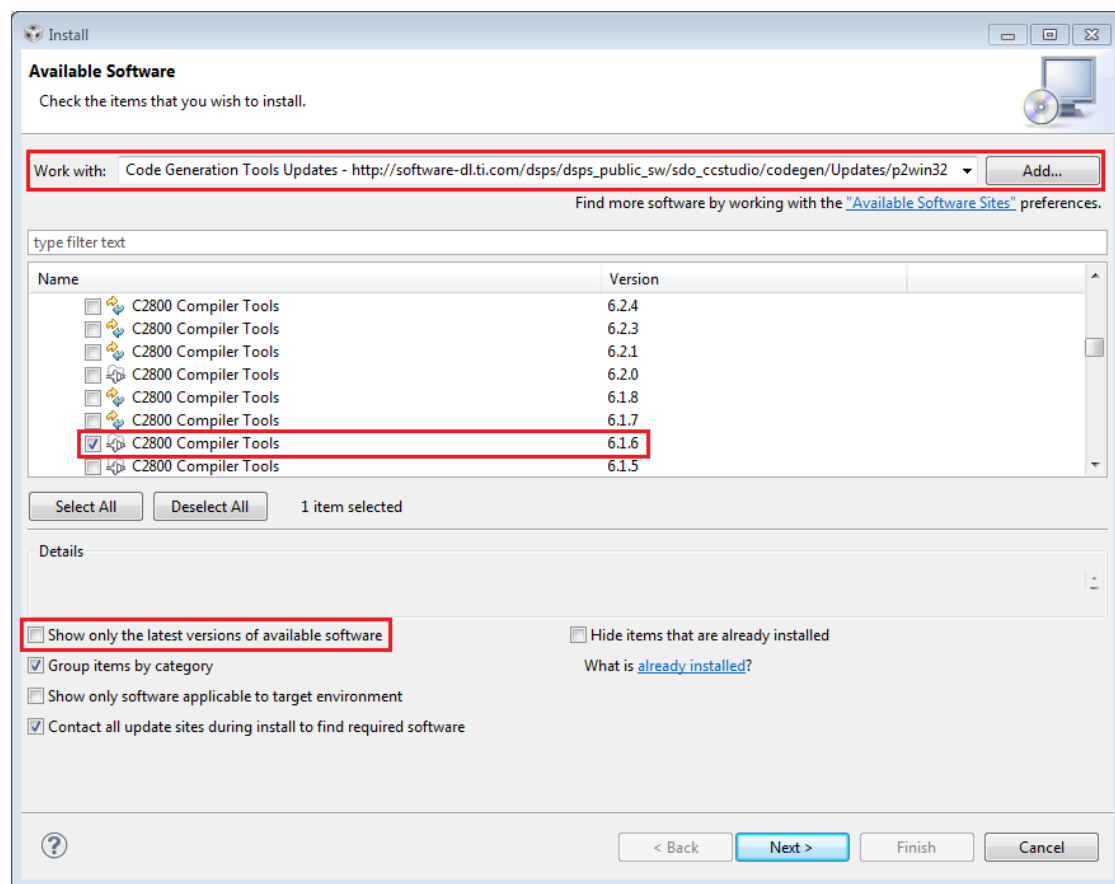 Install
Available Software
Check the items that you wish to install.
Work with: Code Generation Tools Updates - http://software-dl.ti.com/dsps/dsps_public_sw/sdo_ccstudio/codegen/Updates/p2win32 Add...
Find more software by working with the "Available Software Sites" preferences.
type filter text
Name Version
C2800 Compiler Tools 6.2.4
C2800 Compiler Tools 6.2.3
C2800 Compiler Tools 6.2.1
C2800 Compiler Tools 6.2.0
C2800 Compiler Tools 6.1.8
C2800 Compiler Tools 6.1.7
C2800 Compiler Tools 6.1.6
C2800 Compiler Tools 6.1.5
Select All Deselect All 1 item selected
Details
Show only the latest versions of available software Hide items that are already installed
Group items by category What is already installed?
Show only software applicable to target environment
Contact all update sites during install to find required software
? < Back Next > Finish Cancel